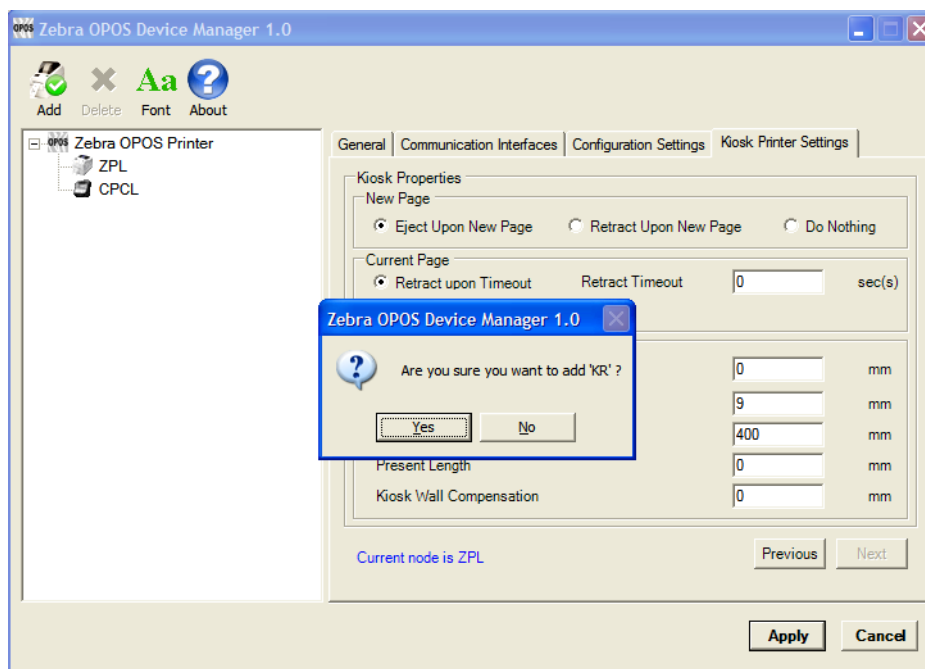 OPOS Zebra OPOS Device Manager 1.0
Add Delete Aa Font ? About
OPOS Zebra OPOS Printer
ZPL
CPCL
General Communication Interfaces Configuration Settings Kiosk Printer Settings
Kiosk Properties
New Page
Eject Upon New Page Retract Upon New Page Do Nothing
Current Page
Retract upon Timeout Retract Timeout 0 sec(s)
Zebra OPOS Device Manager 1.0
Are you sure you want to add 'KR' ?
Yes No
0 mm
9 mm
400 mm
Present Length 0 mm
Kiosk Wall Compensation 0 mm
Current node is ZPL
Previous Next
Apply Cancel